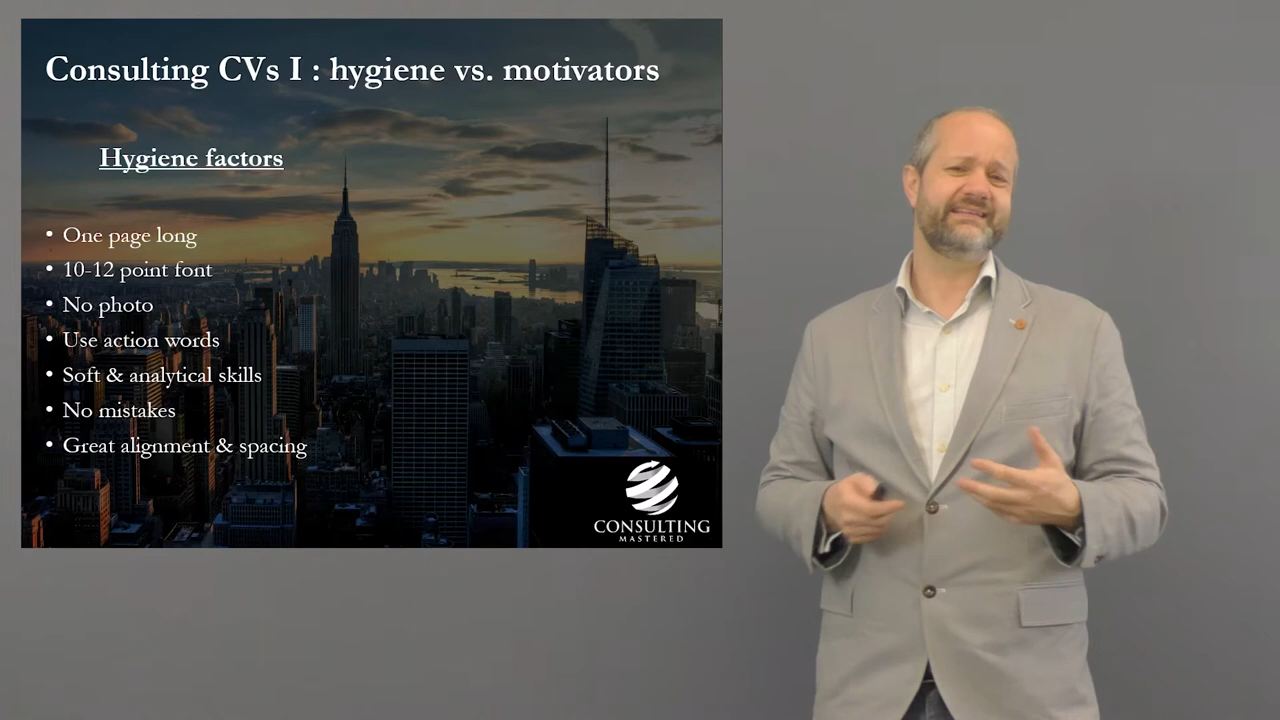 Consulting CVs I : hygiene vs. motivators
Hygiene factors
• One page long
• 10-12 point font
• No photo
• Use action words
• Soft & analytical skills
• No mistakes
• Great alignment & spacing
CONSULTING
MASTERED